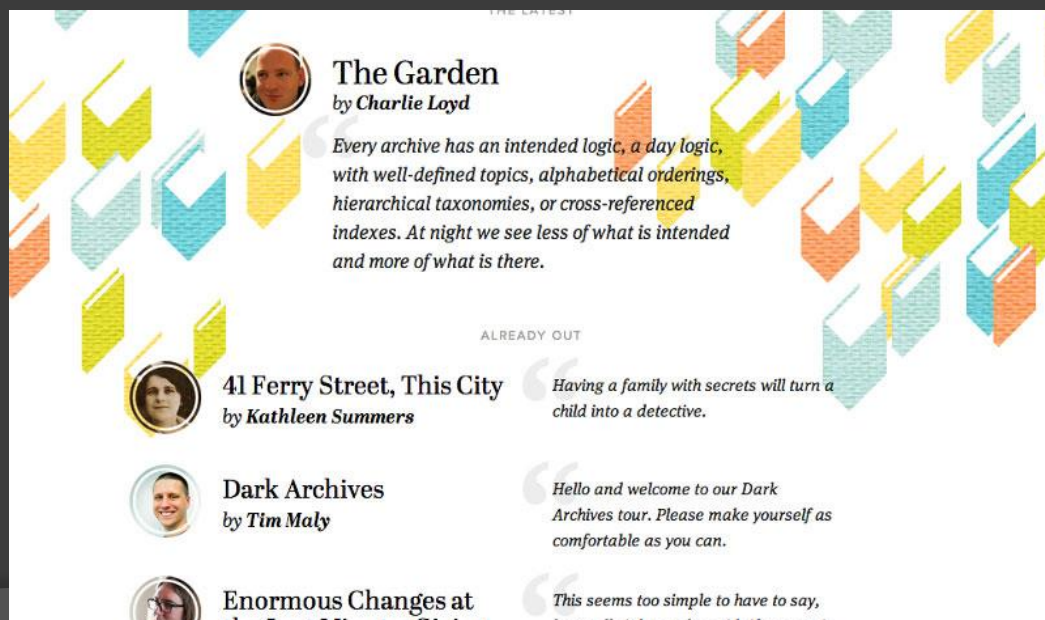 THE LATEST
The Garden
by Charlie Loyd
Every archive has an intended logic, a day logic,
with well-defined topics, alphabetical orderings,
hierarchical taxonomies, or cross-referenced
indexes. At night we see less of what is intended
and more of what is there.
ALREADY OUT
41 Ferry Street, This City
by Kathleen Summers
Having a family with secrets will turn a
child into a detective.
Dark Archives
by Tim Maly
Hello and welcome to our Dark
Archives tour. Please make yourself as
comfortable as you can.
Enormous Changes at
This seems too simple to have to say,